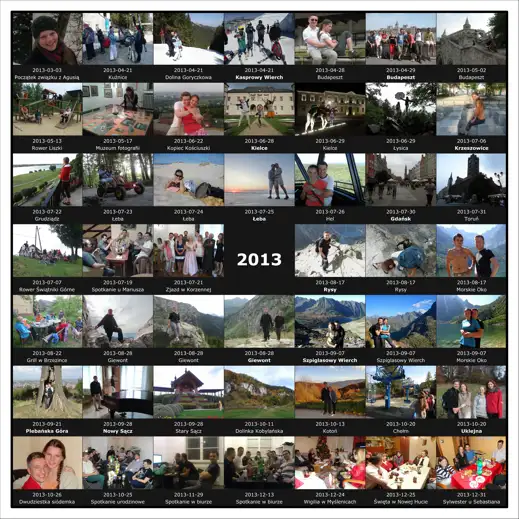 2013-03-03 2013-04-21 2013-04-21 2013-04-21 2013-04-28 2013-04-29 2013-05-02
Początek związku z Agusią Kuźnice Dolina Goryczkowa Kasprowy Wierch Budapeszt Budapeszt Budapeszt
2013-05-13 2013-05-17 2013-06-22 2013-06-28 2013-06-29 2013-06-29 2013-07-06
Rower Liszki Muzeum fotografii Kopiec Kościuszki Kielce Kielce Łysica Krzeszowice
2013-07-22 2013-07-23 2013-07-24 2013-07-25 2013-07-26 2013-07-30 2013-07-31
Grudziądz Łeba Łeba Łeba Hel Gdańsk Toruń
2013
2013-07-07 2013-07-20 2013-07-21 2013-08-17 2013-08-17 2013-08-17
Rower Świątniki Górne Spotkanie u Mariusza Zjazd w Korzennej Rysy Rysy Morskie Oko
2013-08-22 2013-08-28 2013-08-28 2013-08-28 2013-09-07 2013-09-07 2013-09-07
Grill w Brzezince Giewont Giewont Giewont Szpiglasowy Wierch Szpiglasowy Wierch Morskie Oko
2013-09-21 2013-09-28 2013-09-28 2013-10-11 2013-10-13 2013-10-20 2013-10-20
Plebańska Góra Nowy Sącz Stary Sącz Dolinka Kobylańska Kotoń Chełm Uklejna
2013-10-26 2013-10-25 2013-11-29 2013-12-13 2013-12-24 2013-12-25 2013-12-31
Dwudziestka siódemka Spotkanie urodzinowe Spotkanie w biurze Spotkanie w biurze Wigilia w Myślenicach Święta w Nowej Hucie Sylwester u Sebastiana